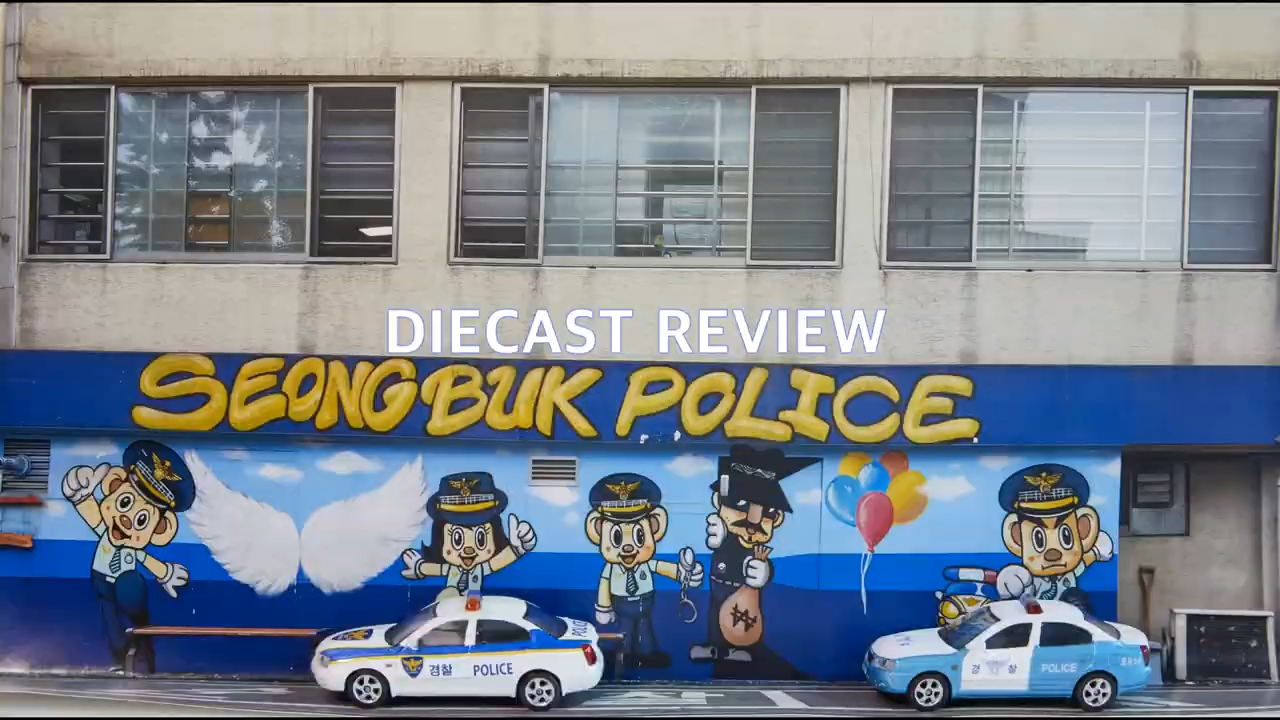 DIECAST REVIEW
SEONGBUK POLICE
₩
경찰 POLICE
경 찰 POLICE